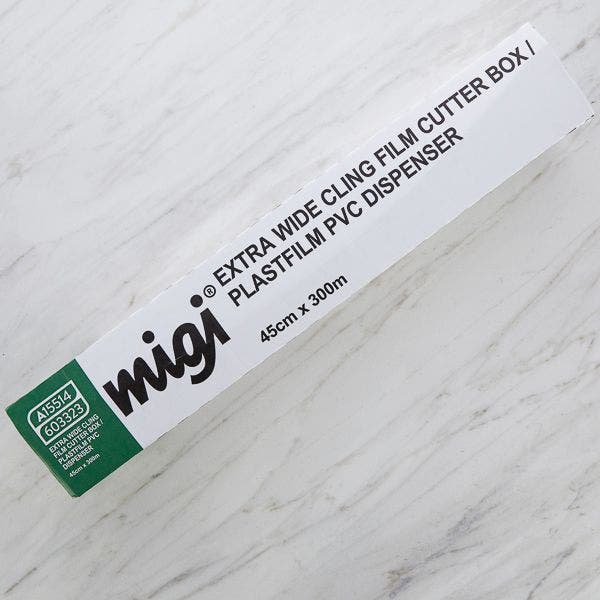 migi® EXTRA WIDE CLING FILM CUTTER BOX /
PLASTFILM PVC DISPENSER
45cm x 300m
A15514
603323
EXTRA WIDE CLING
FILM CUTTER BOX /
PLASTFILM PVC
DISPENSER
45cm x 300m